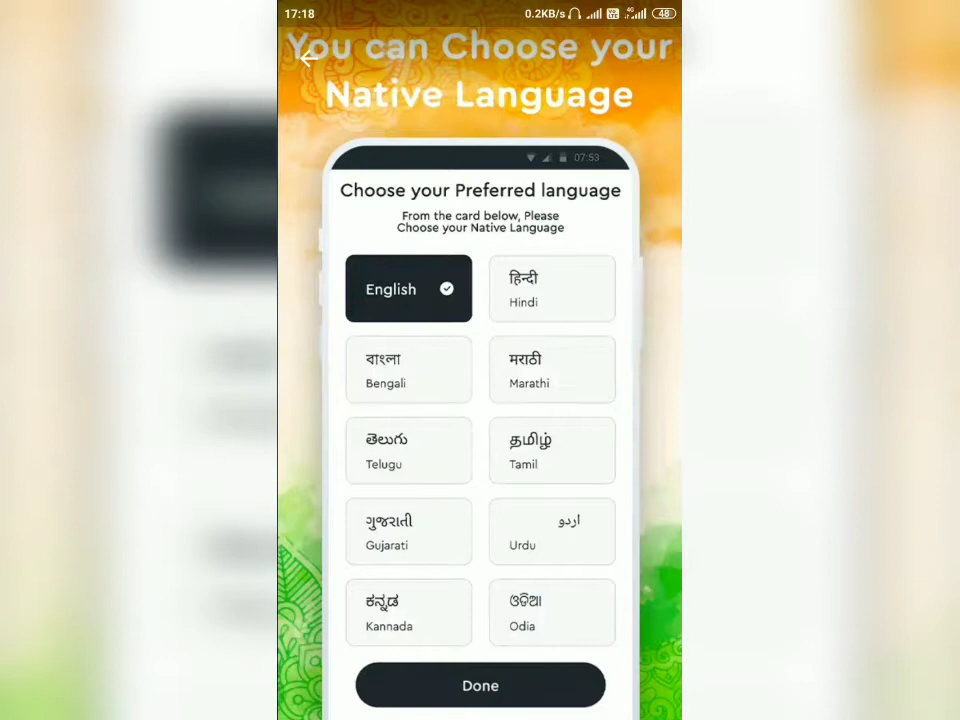 17:18
0.2KB/s
4G
48
You can Choose your
Native Language
07:53
Choose your Preferred language
From the card below, Please
Choose your Native Language
English
हिन्दी
Hindi
বাংলা
Bengali
मराठी
Marathi
తెలుగు
Telugu
தமிழ்
Tamil
ગુજરાતી
Gujarati
اردو
Urdu
ಕನ್ನಡ
Kannada
ଓଡିଆ
Odia
Done